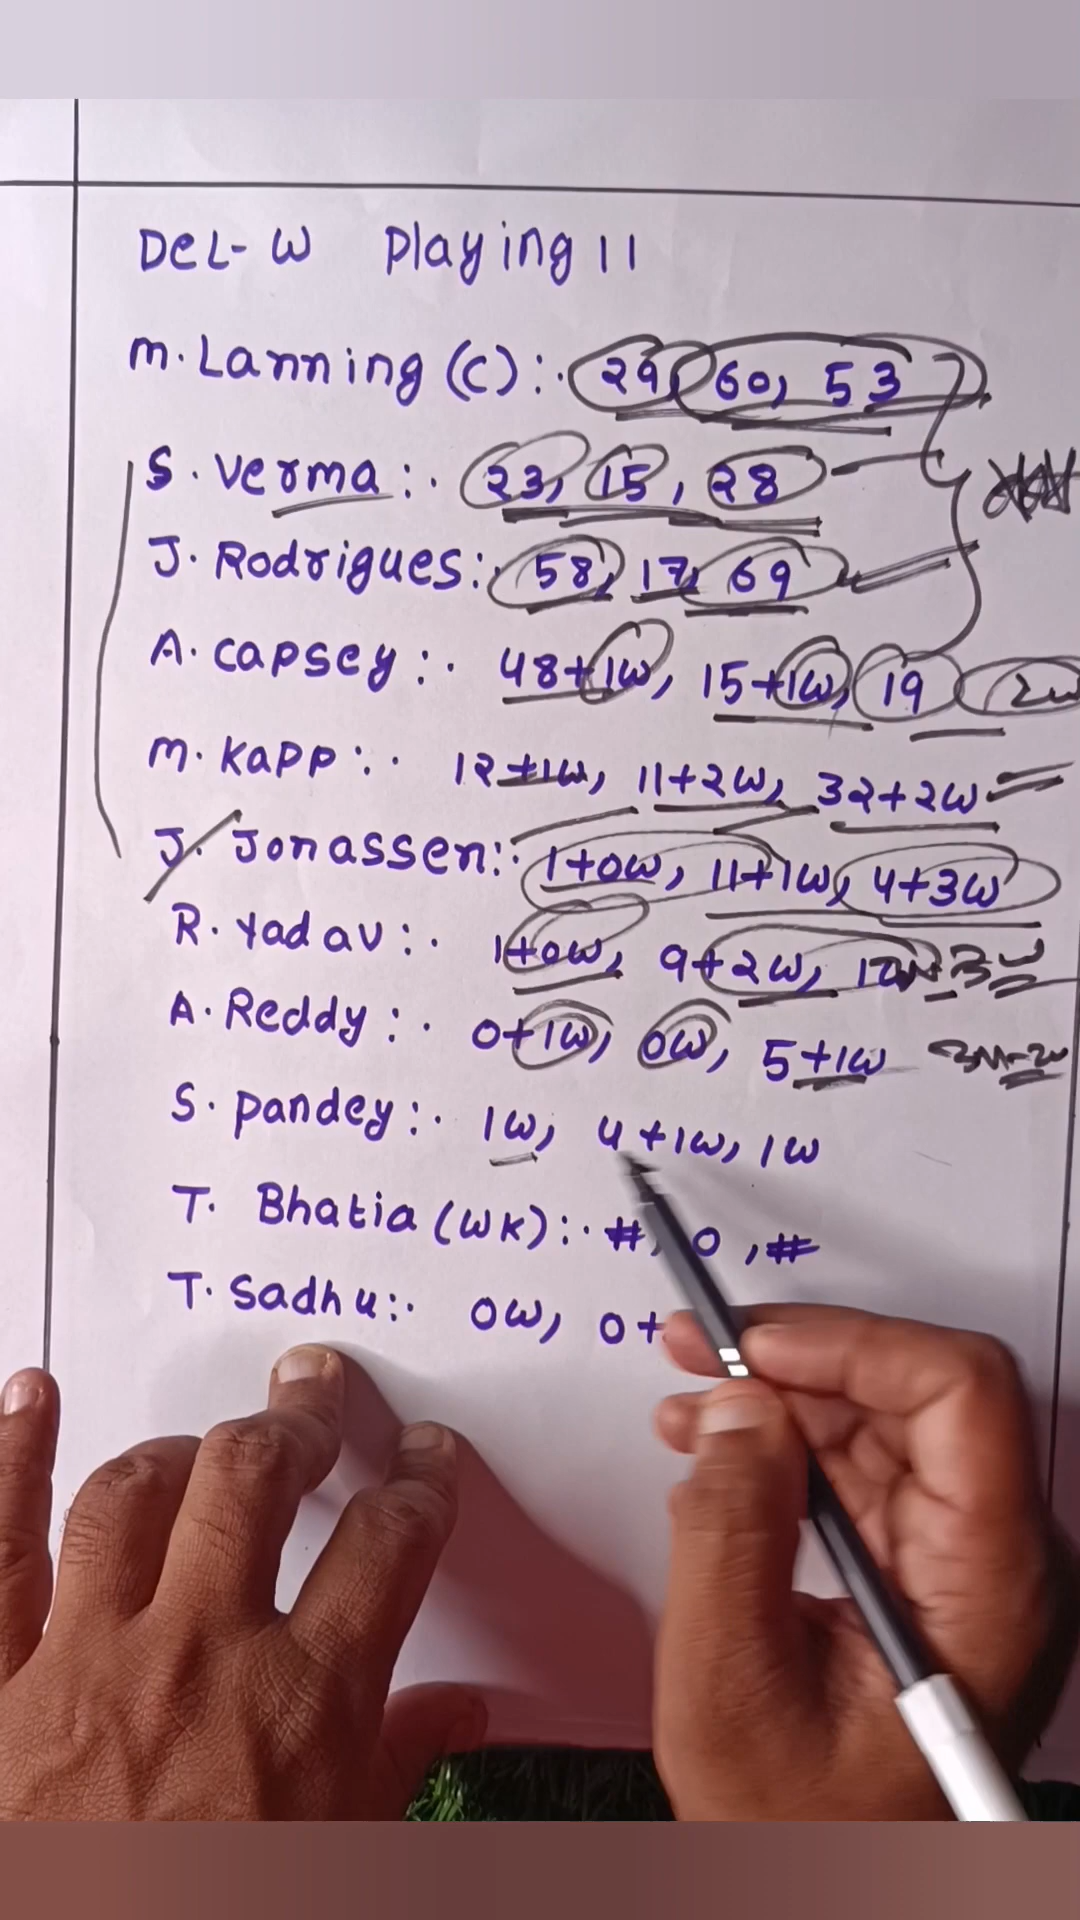 DEL-W Playing 11
M. Lanning (C):. 29, 60, 53
S. Verma:. 23, 15, 28
J. Rodrigues:. 58, 17, 69
A. Capsey:. 48+1W, 15+1W, 19 2W
M. Kapp:. 12+1W, 11+2W, 32+2W
J. Jonassen:. 1+0W, 11+1W, 4+3W
R. Yadav:. 1+0W, 9+2W, 3W
A. Reddy:. 0+1W, 0W, 5+1W
S. Pandey:. 1W, 4+1W, 1W
T. Bhatia (WK):. #, 0, #
T. Sadhu:. 0W, 0+